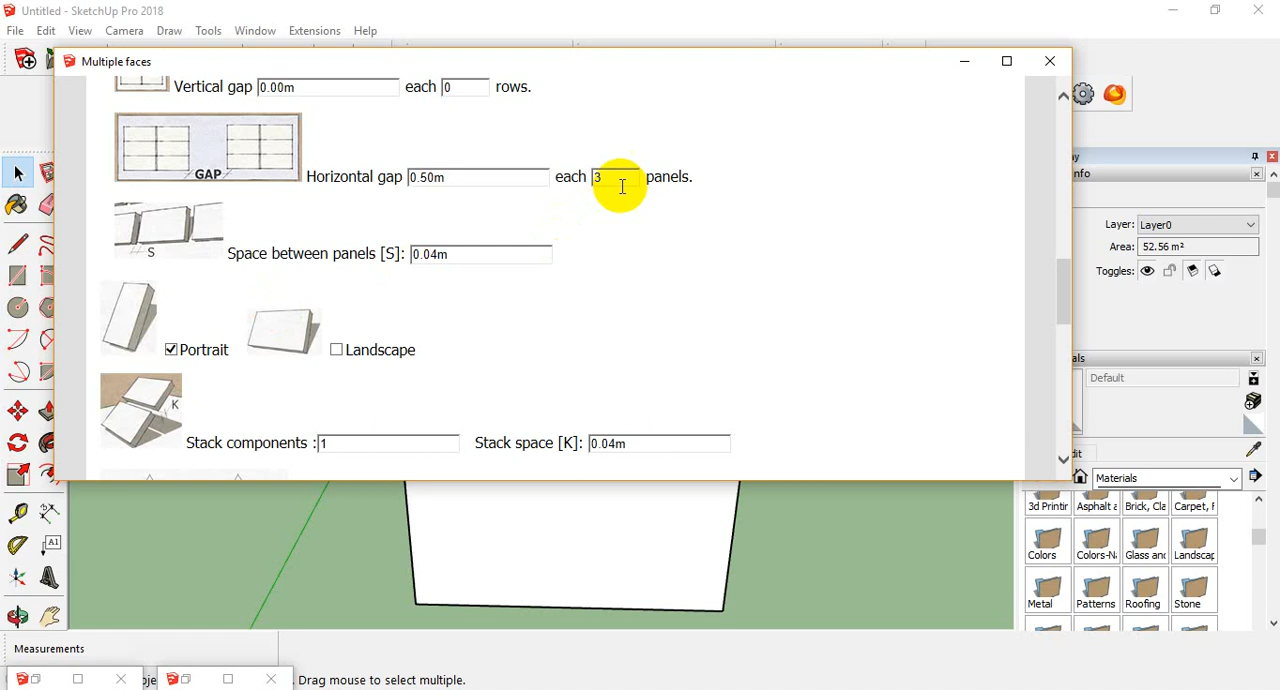 Untitled - SketchUp Pro 2018
File Edit View Camera Draw Tools Window Extensions Help
Multiple faces
Vertical gap 0.00m each 0 rows.
GAP Horizontal gap 0.50m each 3 panels.
S Space between panels [S]: 0.04m
Portrait Landscape
K
Stack components : 1 Stack space [K]: 0.04m
Layer: Layer0
Area: 52.56 m²
Toggles:
Default
Materials
3d Printir Asphalt a Brick, Cla Carpet, F
Colors Colors-Na Glass and Landscap
Metal Patterns Roofing Stone
A1
Measurements
Drag mouse to select multiple.